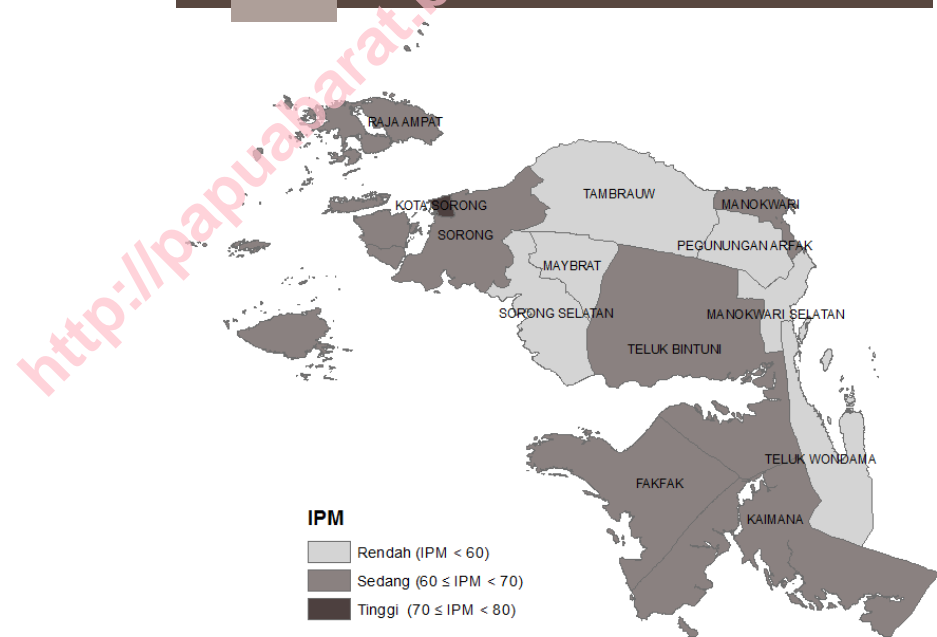 http://papuabarat.
RAJA AMPAT
TAMBRAUW
KOTA SORONG
MANOKWARI
SORONG
PEGUNUNGAN ARFAK
MAYBRAT
SORONG SELATAN
MANOKWARI SELATAN
TELUK BINTUNI
TELUK WONDAMA
FAKFAK
KAIMANA
IPM
Rendah (IPM < 60)
Sedang (60 ≤ IPM < 70)
Tinggi (70 ≤ IPM < 80)